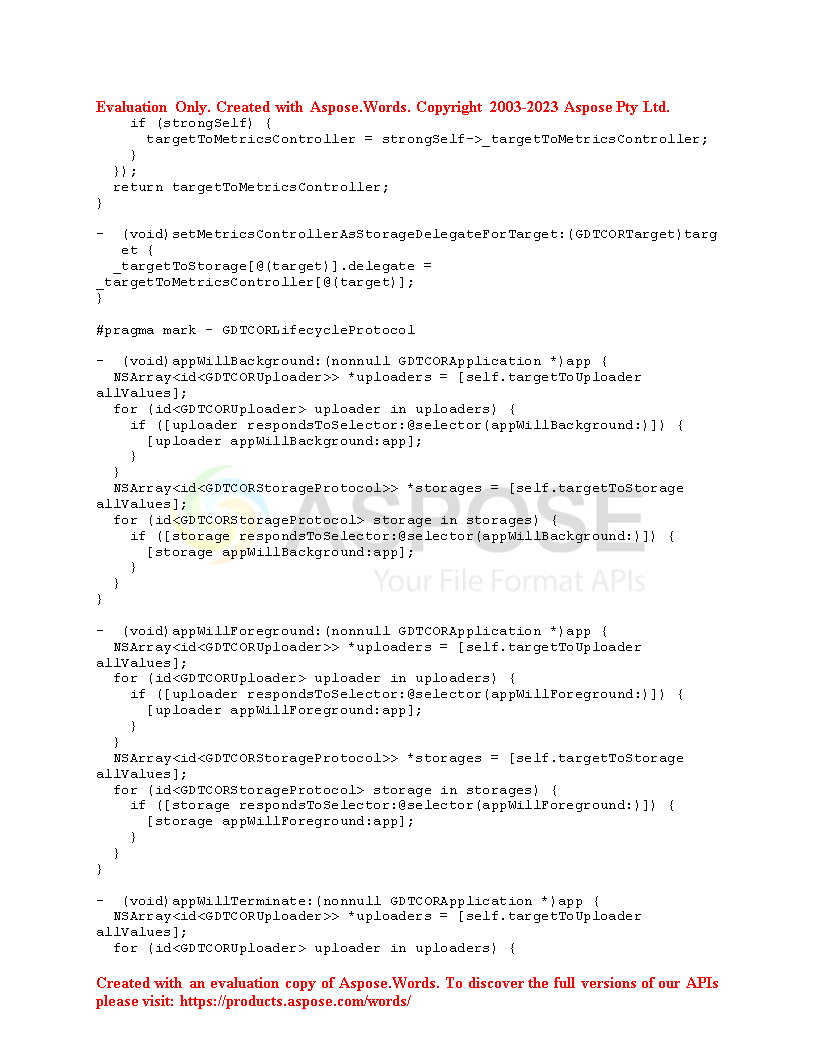 Evaluation Only. Created with Aspose.Words. Copyright 2003-2023 Aspose Pty Ltd.
    if (strongSelf) {
      targetToMetricsController = strongSelf->_targetToMetricsController;
    }
  });
  return targetToMetricsController;
}

-  (void)setMetricsControllerAsStorageDelegateForTarget:(GDTCORTarget)targ
   et {
  _targetToStorage[@(target)].delegate =
_targetToMetricsController[@(target)];
}

#pragma mark - GDTCORLifecycleProtocol

-  (void)appWillBackground:(nonnull GDTCORApplication *)app {
  NSArray<id<GDTCORUploader>> *uploaders = [self.targetToUploader
allValues];
  for (id<GDTCORUploader> uploader in uploaders) {
    if ([uploader respondsToSelector:@selector(appWillBackground:)]) {
      [uploader appWillBackground:app];
    }
  }
  NSArray<id<GDTCORStorageProtocol>> *storages = [self.targetToStorage
allValues];
  for (id<GDTCORStorageProtocol> storage in storages) {
    if ([storage respondsToSelector:@selector(appWillBackground:)]) {
      [storage appWillBackground:app];
    }
  }
}
ASPOSE
Your File Format APIs

-  (void)appWillForeground:(nonnull GDTCORApplication *)app {
  NSArray<id<GDTCORUploader>> *uploaders = [self.targetToUploader
allValues];
  for (id<GDTCORUploader> uploader in uploaders) {
    if ([uploader respondsToSelector:@selector(appWillForeground:)]) {
      [uploader appWillForeground:app];
    }
  }
  NSArray<id<GDTCORStorageProtocol>> *storages = [self.targetToStorage
allValues];
  for (id<GDTCORStorageProtocol> storage in storages) {
    if ([storage respondsToSelector:@selector(appWillForeground:)]) {
      [storage appWillForeground:app];
    }
  }
}

-  (void)appWillTerminate:(nonnull GDTCORApplication *)app {
  NSArray<id<GDTCORUploader>> *uploaders = [self.targetToUploader
allValues];
  for (id<GDTCORUploader> uploader in uploaders) {

Created with an evaluation copy of Aspose.Words. To discover the full versions of our APIs
please visit: https://products.aspose.com/words/